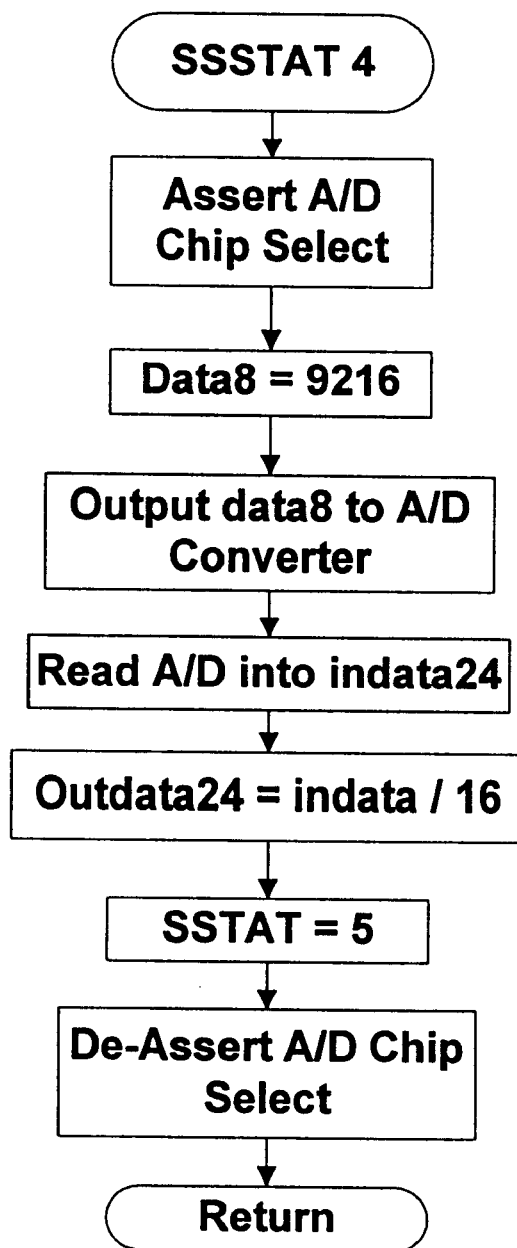 SSSTAT 4
Assert A/D
Chip Select
Data8 = 9216
Output data8 to A/D
Converter
Read A/D into indata24
Outdata24 = indata / 16
SSTAT = 5
De-Assert A/D Chip
Select
Return